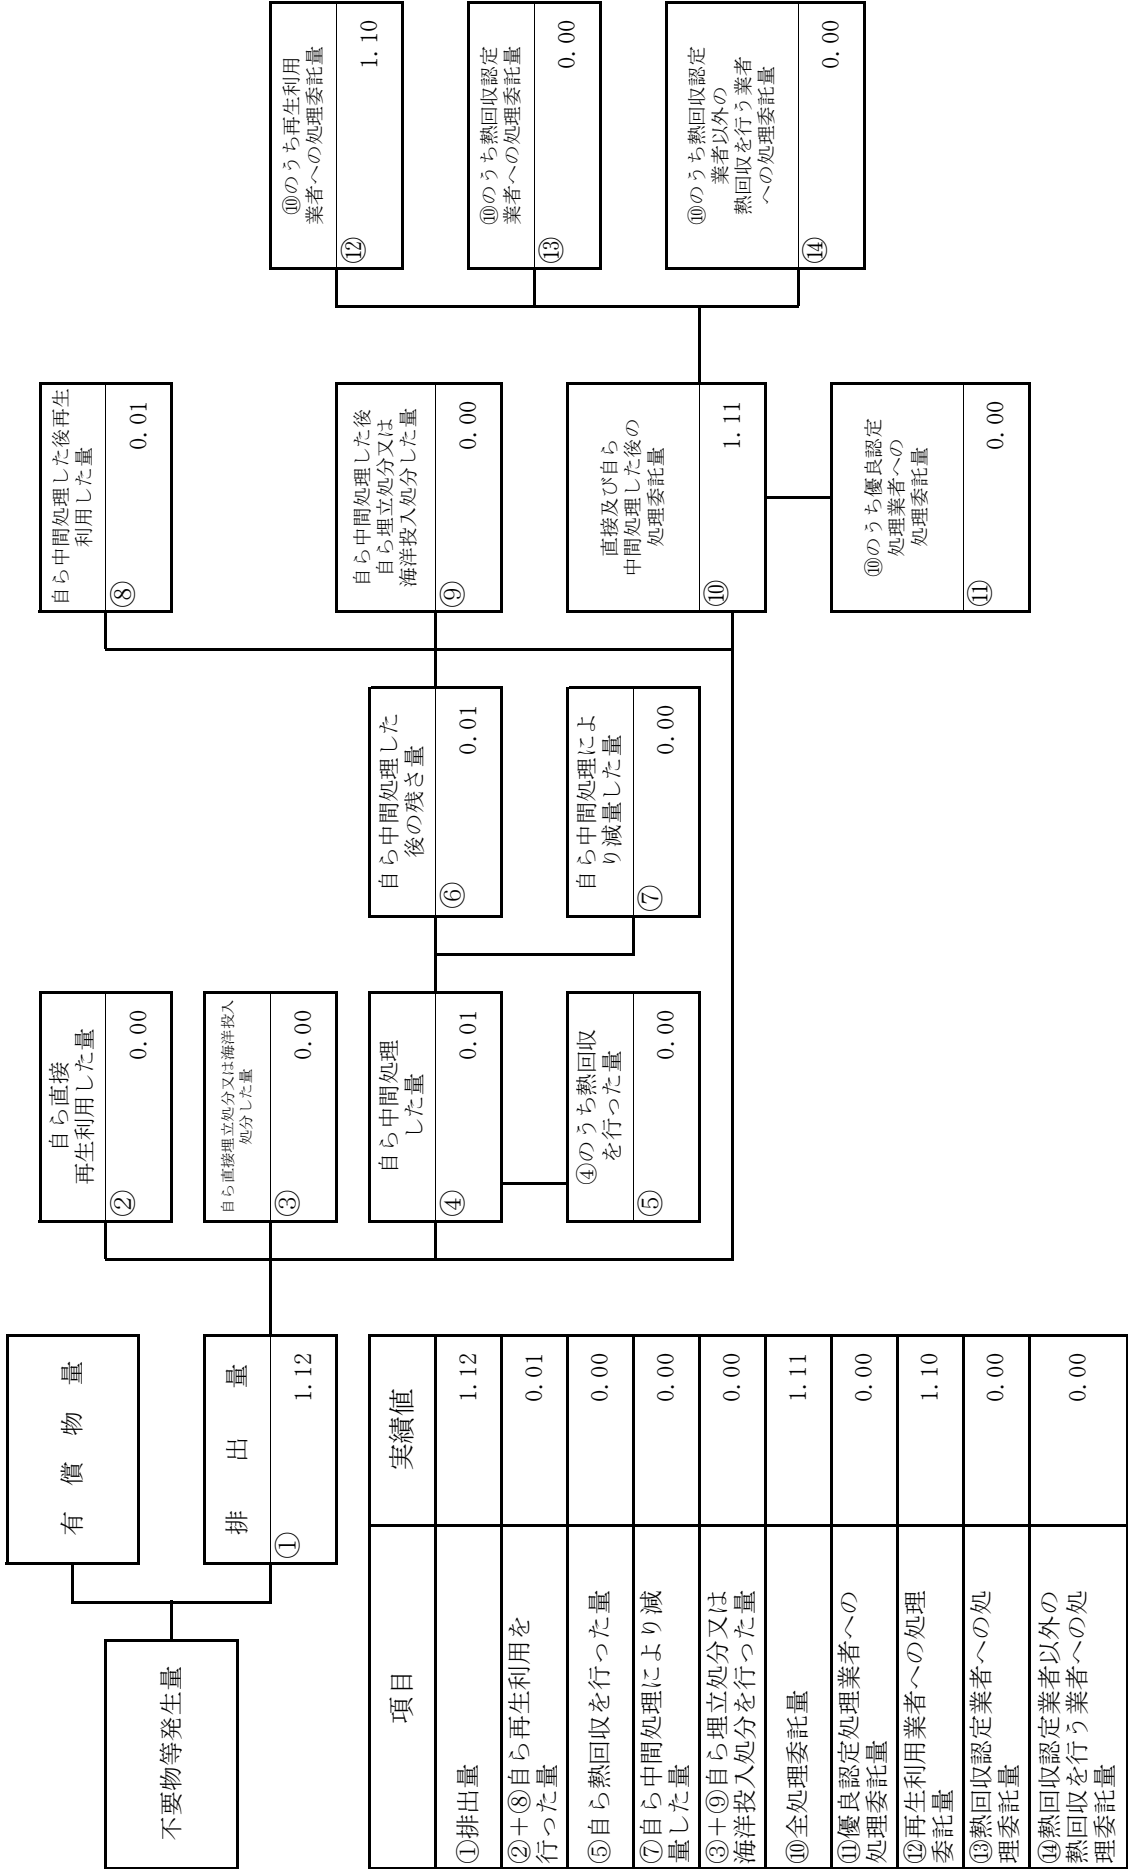 不要物等発生量
有償物量
排出量
①
1.12
自ら直接
再生利用した量
②
0.00
自ら直接埋立処分又は海洋投入
処分した量
③
0.00
自ら中間処理
した量
④
0.01
④のうち熱回収
を行った量
⑤
0.00
自ら中間処理した
後の残さ量
⑥
0.01
自ら中間処理によ
り減量した量
⑦
0.00
自ら中間処理した後再生
利用した量
⑧
0.01
自ら中間処理した後
自ら埋立処分又は
海洋投入処分した量
⑨
0.00
直接及び自ら
中間処理した後の
処理委託量
⑩
1.11
⑩のうち優良認定
処理業者への
処理委託量
⑪
0.00
⑩のうち再生利用
業者への処理委託量
⑫
1.10
⑩のうち熱回収認定
業者への処理委託量
⑬
0.00
⑩のうち熱回収認定
業者以外の
熱回収を行う業者
への処理委託量
⑭
0.00
項目 実績値
①排出量 1.12
②+⑧自ら再生利用を
行った量 0.01
⑤自ら熱回収を行った量 0.00
⑦自ら中間処理により減
量した量 0.00
③+⑨自ら埋立処分又は
海洋投入処分を行った量 0.00
⑩全処理委託量 1.11
⑪優良認定処理業者への
処理委託量 0.00
⑫再生利用業者への処理
委託量 1.10
⑬熱回収認定業者への処
理委託量 0.00
⑭熱回収認定業者以外の
熱回収を行う業者への処
理委託量 0.00